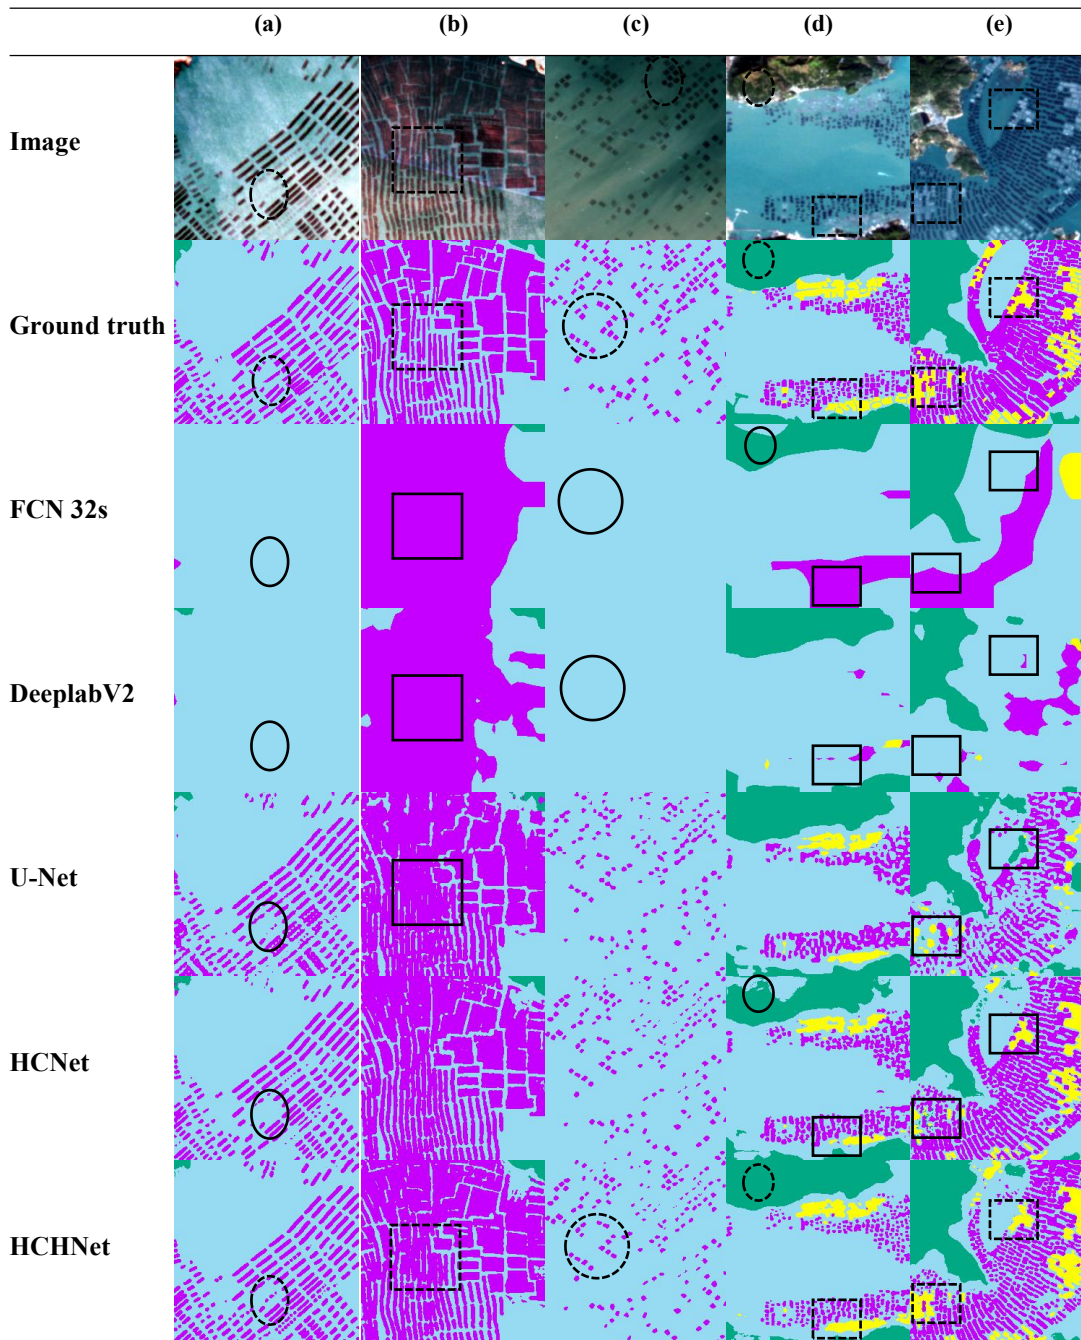 (a) (b) (c) (d) (e)
Image
Ground truth
FCN 32s
DeeplabV2
U-Net
HCNet
HCHNet